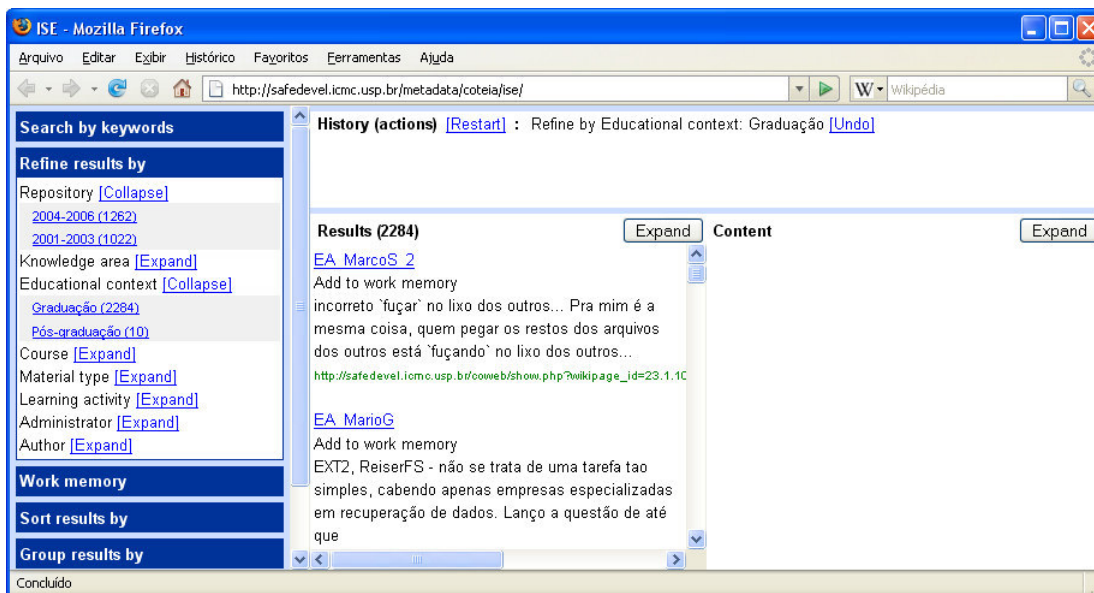 ISE - Mozilla Firefox
Arquivo Editar Exibir Histórico Favoritos Ferramentas Ajuda
http://safedevel.icmc.usp.br/metadata/coteia/ise/
W Wikipédia
Search by keywords
Refine results by
Repository [Collapse]
2004-2006 (1262)
2001-2003 (1022)
Knowledge area [Expand]
Educational context [Collapse]
Graduação (2284)
Pós-graduação (10)
Course [Expand]
Material type [Expand]
Learning activity [Expand]
Administrator [Expand]
Author [Expand]
Work memory
Sort results by
Group results by
History (actions) [Restart] : Refine by Educational context: Graduação [Undo]
Results (2284) Expand
EA_MarcoS_2
Add to work memory
incorreto `fuçar` no lixo dos outros... Pra mim é a
mesma coisa, quem pegar os restos dos arquivos
dos outros está `fuçando` no lixo dos outros...
http://safedevel.icmc.usp.br/coweb/show.php?wikipage_id=23.1.10
EA_MarioG
Add to work memory
EXT2, ReiserFS - não se trata de uma tarefa tao
simples, cabendo apenas empresas especializadas
em recuperação de dados. Lanço a questão de até
que
Content Expand
Concluído